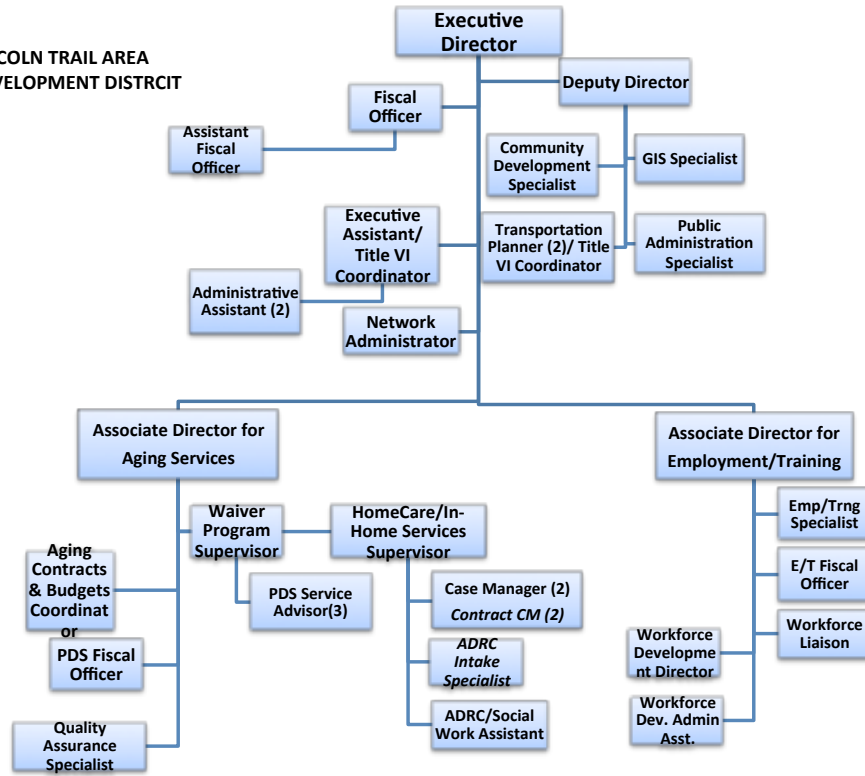 Executive
Director
COLN TRAIL AREA
VELOPMENT DISTRCIT
Deputy Director
Fiscal
Officer
Assistant
Fiscal
Officer
Community
Development
Specialist
GIS Specialist
Executive
Assistant/
Title VI
Coordinator
Transportation
Planner (2)/ Title
VI Coordinator
Public
Administration
Specialist
Administrative
Assistant (2)
Network
Administrator
Associate Director for
Aging Services
Associate Director for
Employment/Training
Waiver
Program
Supervisor
HomeCare/In-
Home Services
Supervisor
Emp/Trng
Specialist
Aging
Contracts
& Budgets
Coordinat
or
PDS Service
Advisor(3)
Case Manager (2)
Contract CM (2)
E/T Fiscal
Officer
PDS Fiscal
Officer
ADRC
Intake
Specialist
Workforce
Developme
nt Director
Workforce
Liaison
Quality
Assurance
Specialist
ADRC/Social
Work Assistant
Workforce
Dev. Admin
Asst.